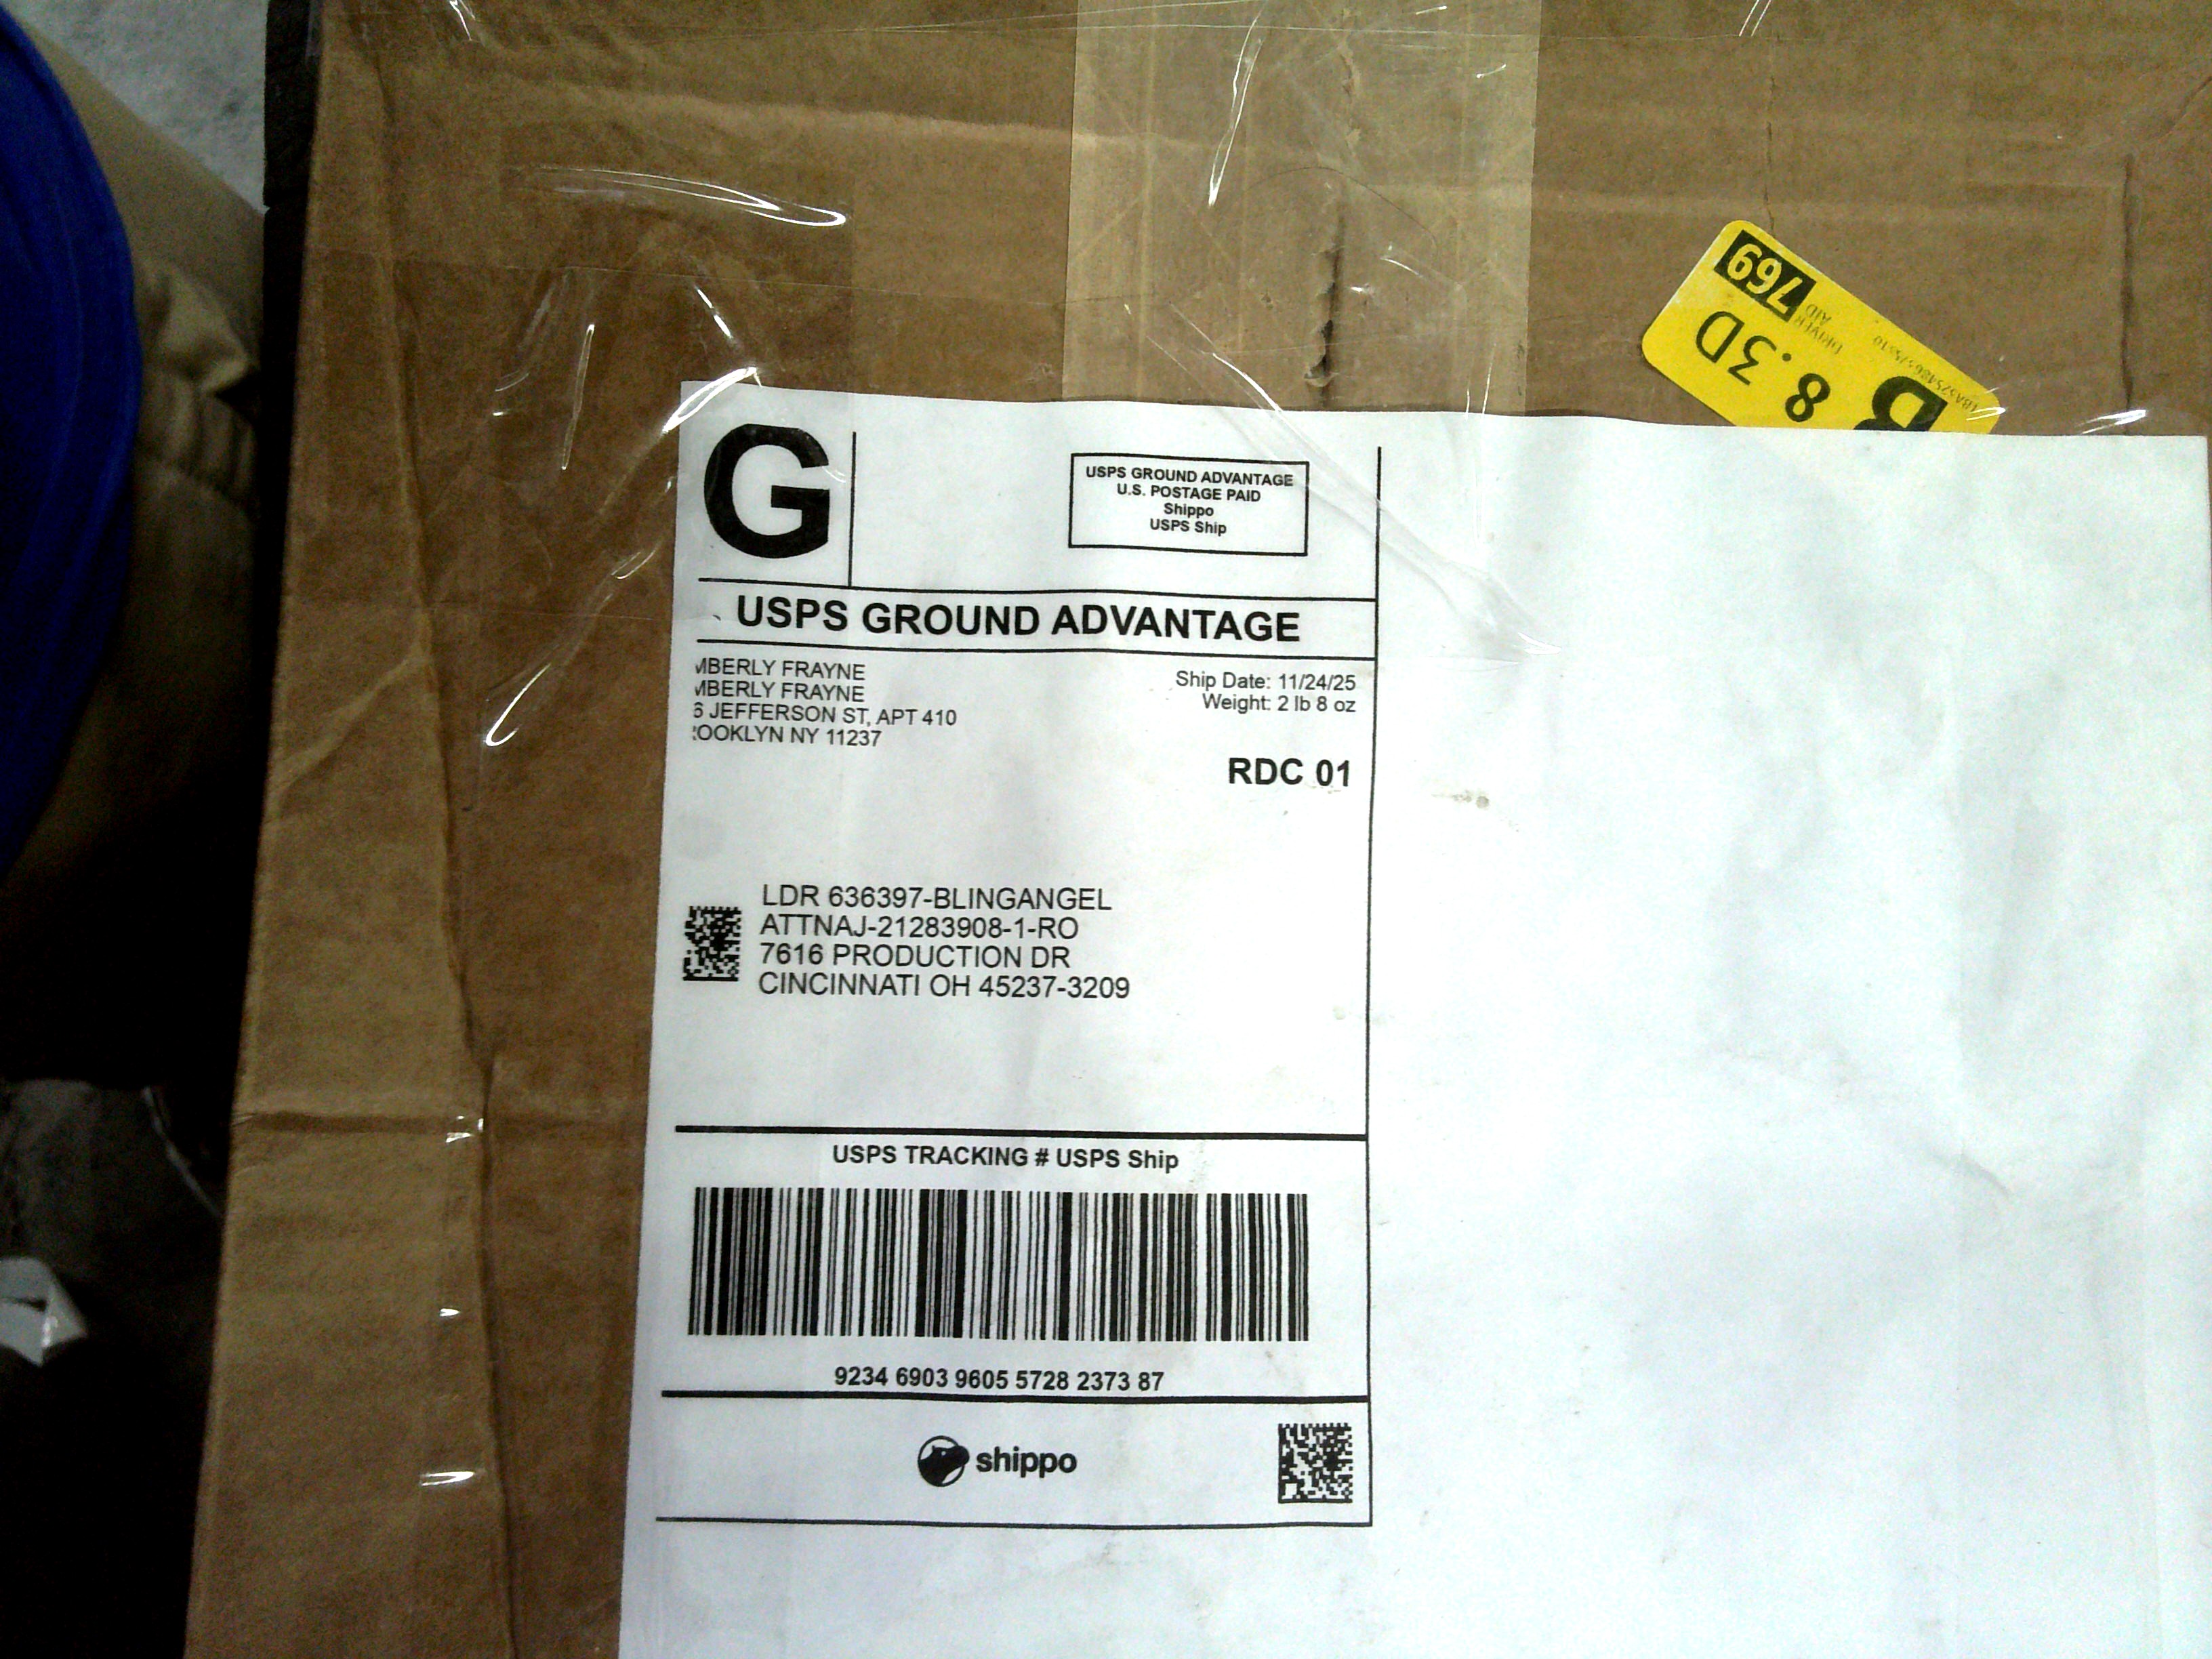 769
DRIVER AID
8.3D
B
G
USPS GROUND ADVANTAGE
U.S. POSTAGE PAID
Shippo
USPS Ship
USPS GROUND ADVANTAGE
MBERLY FRAYNE
MBERLY FRAYNE
6 JEFFERSON ST, APT 410
ROOKLYN NY 11237
Ship Date: 11/24/25
Weight: 2 lb 8 oz
RDC 01
LDR 636397-BLINGANGEL
ATTNAJ-21283908-1-RO
7616 PRODUCTION DR
CINCINNATI OH 45237-3209
USPS TRACKING # USPS Ship
9234 6903 9605 5728 2373 87
shippo